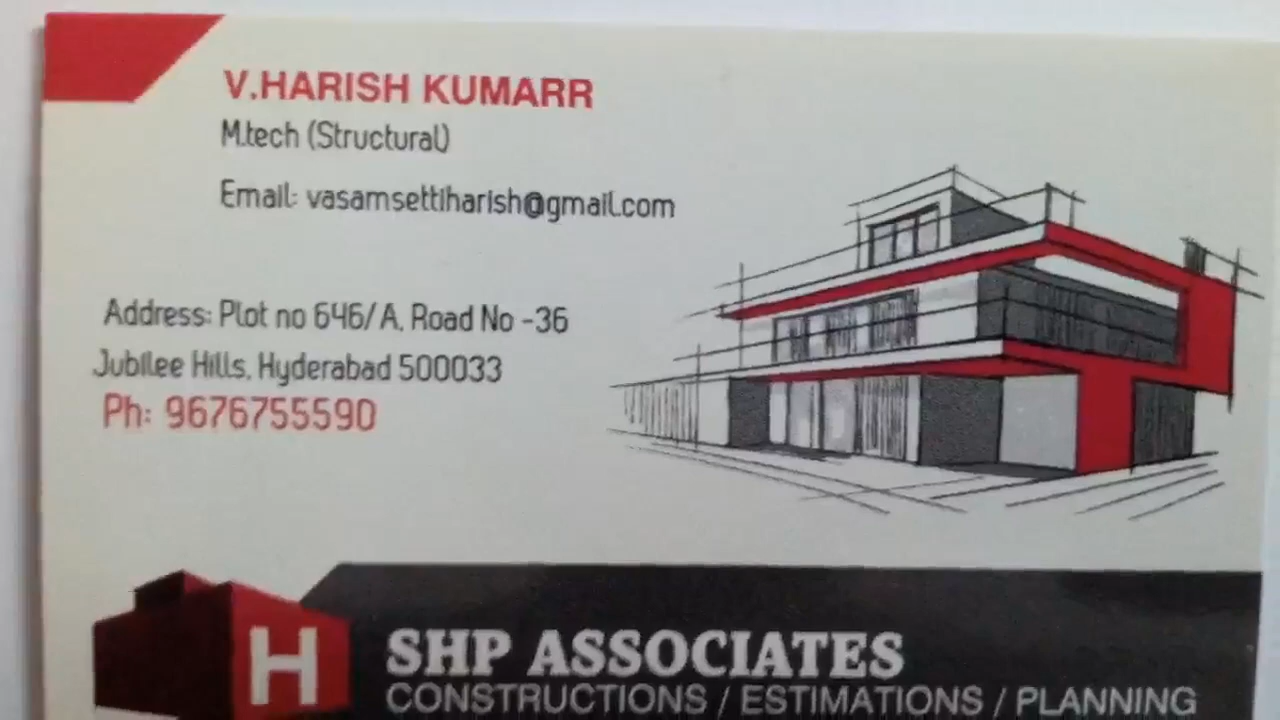 V.HARISH KUMARR
M.tech (Structural)
Email: vasamsettiharish@gmail.com
Address: Plot no 646/A, Road No -36
Jubilee Hills, Hyderabad 500033
Ph: 9676755590
H
SHP ASSOCIATES
CONSTRUCTIONS / ESTIMATIONS / PLANNING